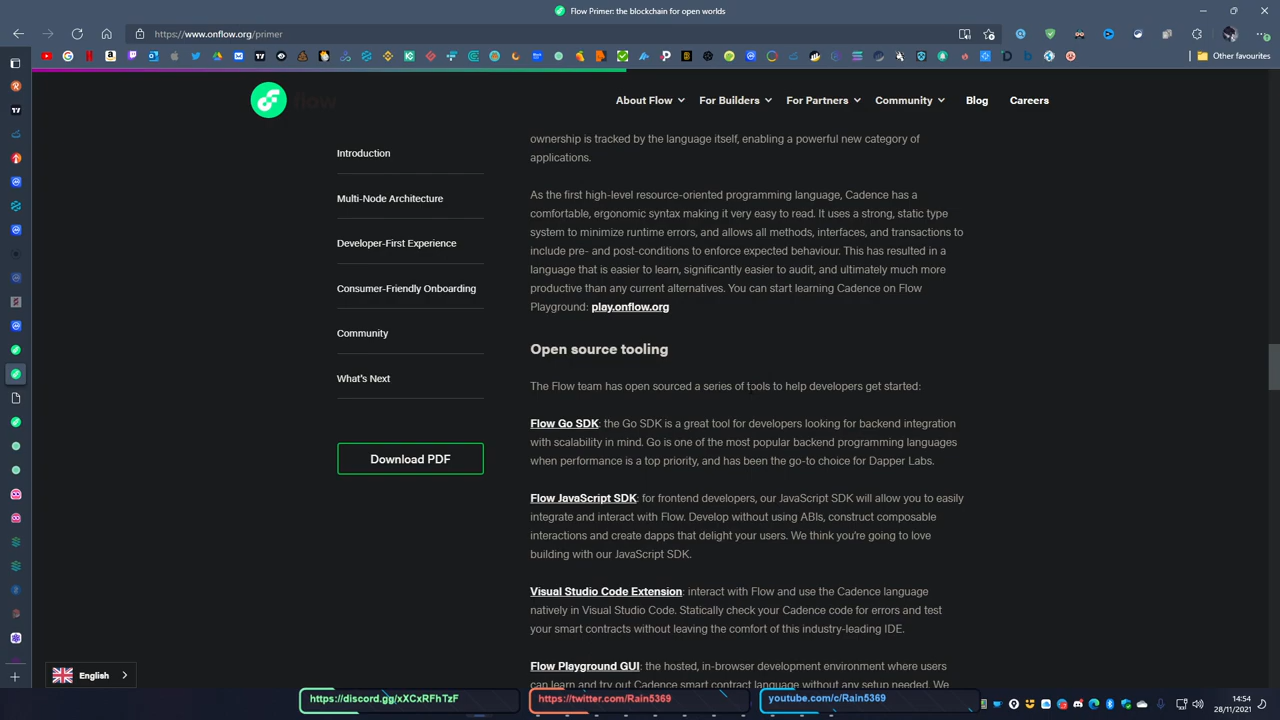 Flow Primer: the blockchain for open worlds
https://www.onflow.org/primer
Other favourites
flow
About Flow
For Builders
For Partners
Community
Blog
Careers
Introduction
Multi-Node Architecture
Developer-First Experience
Consumer-Friendly Onboarding
Community
What's Next
Download PDF
ownership is tracked by the language itself, enabling a powerful new category of
applications.
As the first high-level resource-oriented programming language, Cadence has a
comfortable, ergonomic syntax making it very easy to read. It uses a strong, static type
system to minimize runtime errors, and allows all methods, interfaces, and transactions to
include pre- and post-conditions to enforce expected behaviour. This has resulted in a
language that is easier to learn, significantly easier to audit, and ultimately much more
productive than any current alternatives. You can start learning Cadence on Flow
Playground: play.onflow.org
Open source tooling
The Flow team has open sourced a series of tools to help developers get started:
Flow Go SDK: the Go SDK is a great tool for developers looking for backend integration
with scalability in mind. Go is one of the most popular backend programming languages
when performance is a top priority, and has been the go-to choice for Dapper Labs.
Flow JavaScript SDK: for frontend developers, our JavaScript SDK will allow you to easily
integrate and interact with Flow. Develop without using ABIs, construct composable
interactions and create dapps that delight your users. We think you're going to love
building with our JavaScript SDK.
Visual Studio Code Extension: interact with Flow and use the Cadence language
natively in Visual Studio Code. Statically check your Cadence code for errors and test
your smart contracts without leaving the comfort of this industry-leading IDE.
Flow Playground GUI: the hosted, in-browser development environment where users
can learn and try out Cadence smart contract language without any setup needed. We
English
https://discord.gg/xXCxRFhTzF
https://twitter.com/Rain5369
youtube.com/c/Rain5369
14:54
28/11/2021